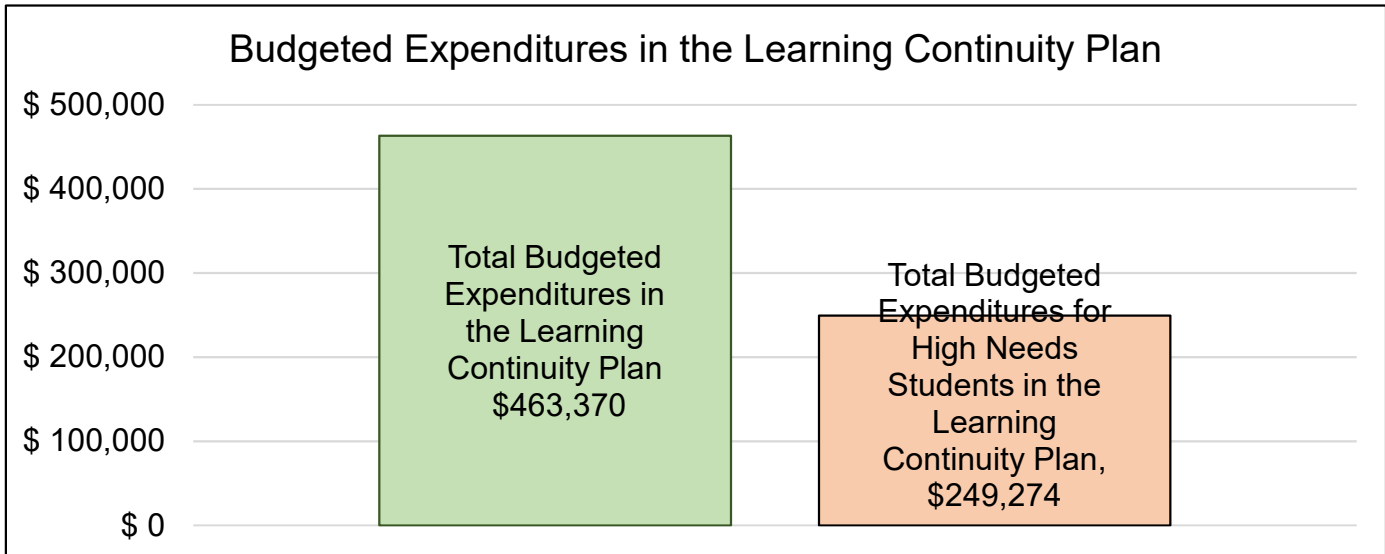 Budgeted Expenditures in the Learning Continuity Plan
$ 500,000
$ 400,000
$ 300,000
$ 200,000
$ 100,000
$ 0
Total Budgeted
Expenditures in
the Learning
Continuity Plan
$463,370
Total Budgeted
Expenditures for
High Needs
Students in the
Learning
Continuity Plan,
$249,274